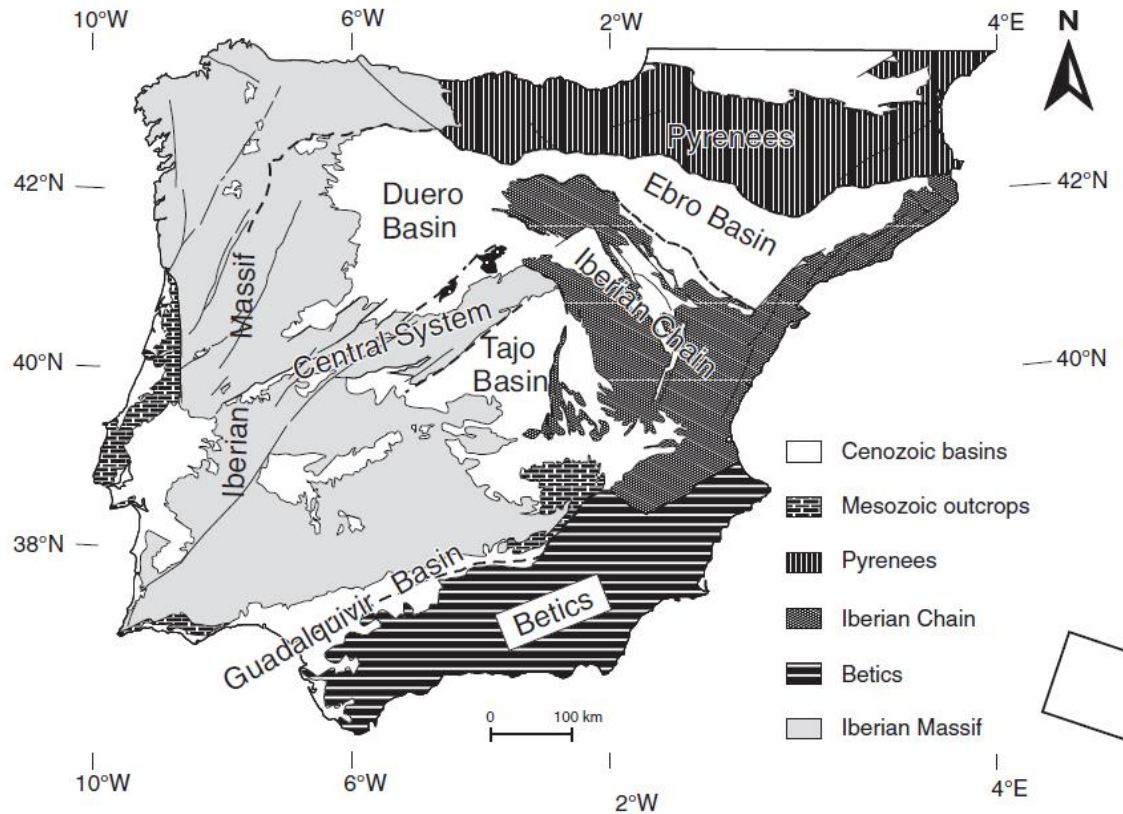 10°W
6°W
2°W
4°E
N
42°N
42°N
40°N
40°N
38°N
Pyrenees
Duero
Basin
Ebro Basin
Massif
Iberian
Central System
Iberian Chain
Tajo
Basin
Guadalquivir - Basin
Betics
0
100 km
Cenozoic basins
Mesozoic outcrops
Pyrenees
Iberian Chain
Betics
Iberian Massif
10°W
6°W
2°W
4°E